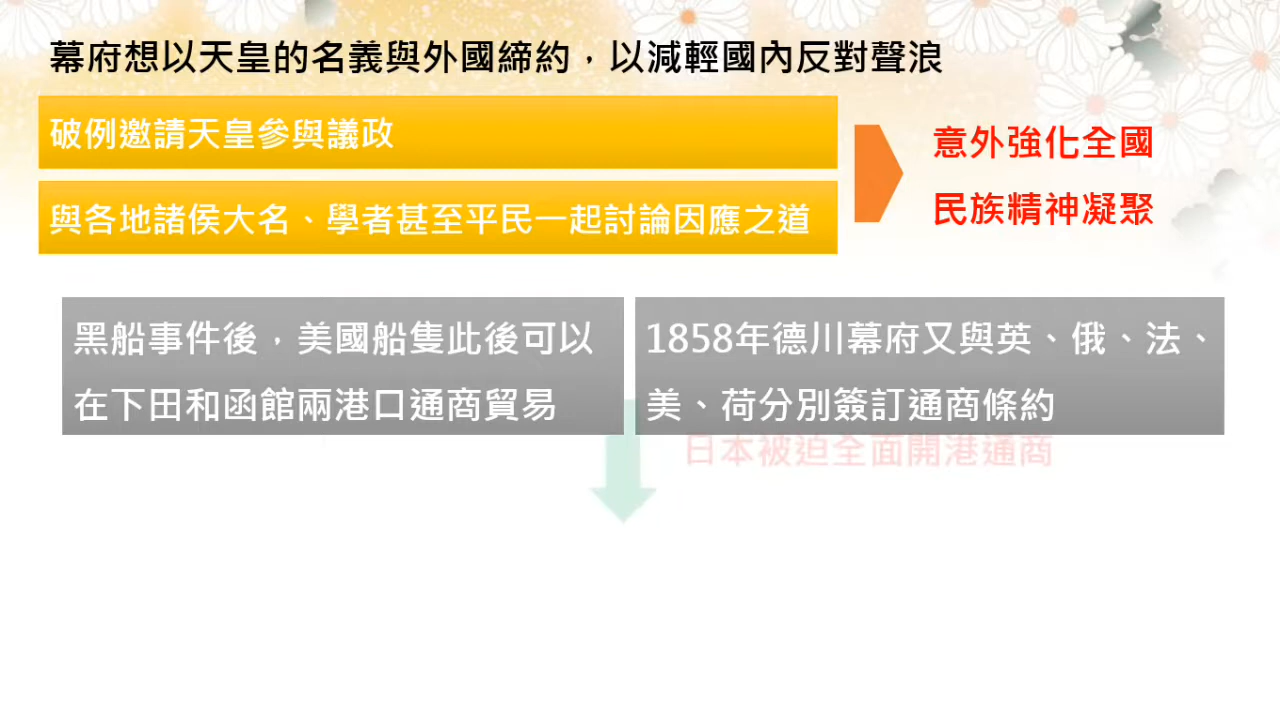 幕府想以天皇的名義與外國締約，以減輕國內反對聲浪
破例邀請天皇參與議政
與各地諸侯大名、學者甚至平民一起討論因應之道
意外強化全國
民族精神凝聚
黑船事件後，美國船隻此後可以
在下田和函館兩港口通商貿易
1858年德川幕府又與英、俄、法、
美、荷分別簽訂通商條約
日本被迫全面開港通商